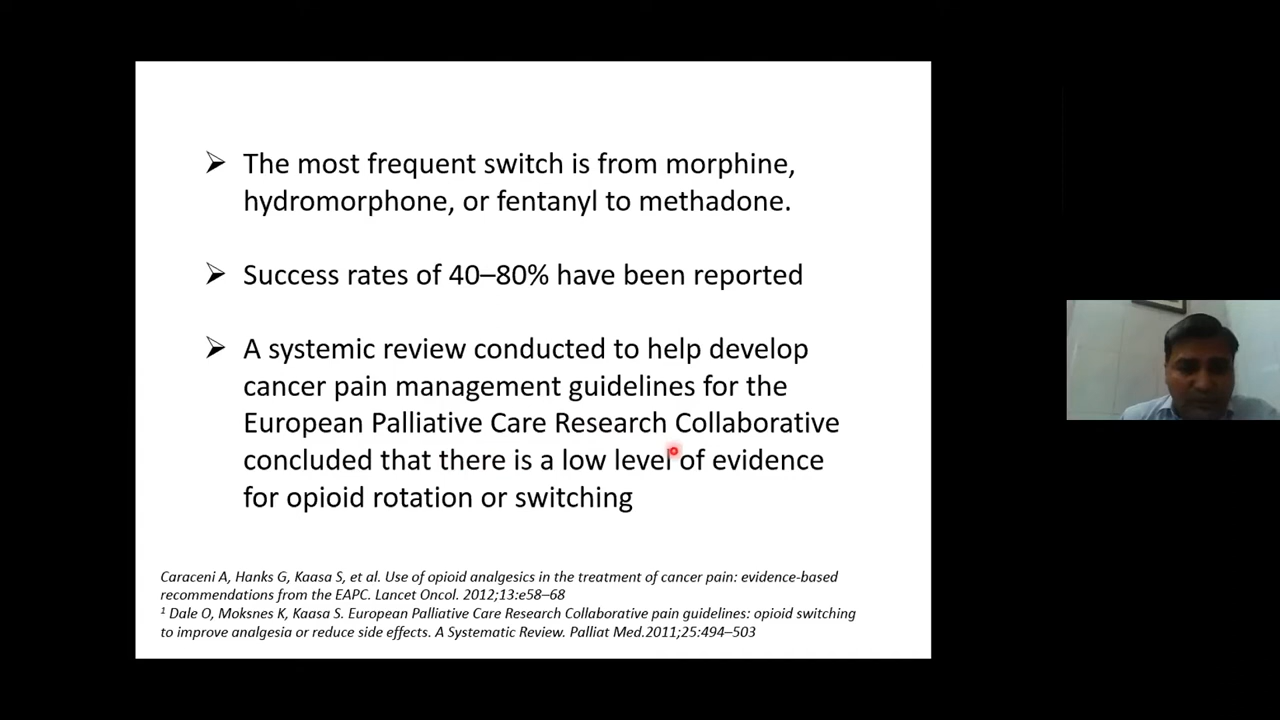 The most frequent switch is from morphine,
hydromorphone, or fentanyl to methadone.
Success rates of 40–80% have been reported
A systemic review conducted to help develop
cancer pain management guidelines for the
European Palliative Care Research Collaborative
concluded that there is a low level of evidence
for opioid rotation or switching
Caraceni A, Hanks G, Kaasa S, et al. Use of opioid analgesics in the treatment of cancer pain: evidence-based
recommendations from the EAPC. Lancet Oncol. 2012;13:e58–68
¹ Dale O, Moksnes K, Kaasa S. European Palliative Care Research Collaborative pain guidelines: opioid switching
to improve analgesia or reduce side effects. A Systematic Review. Palliat Med.2011;25:494–503